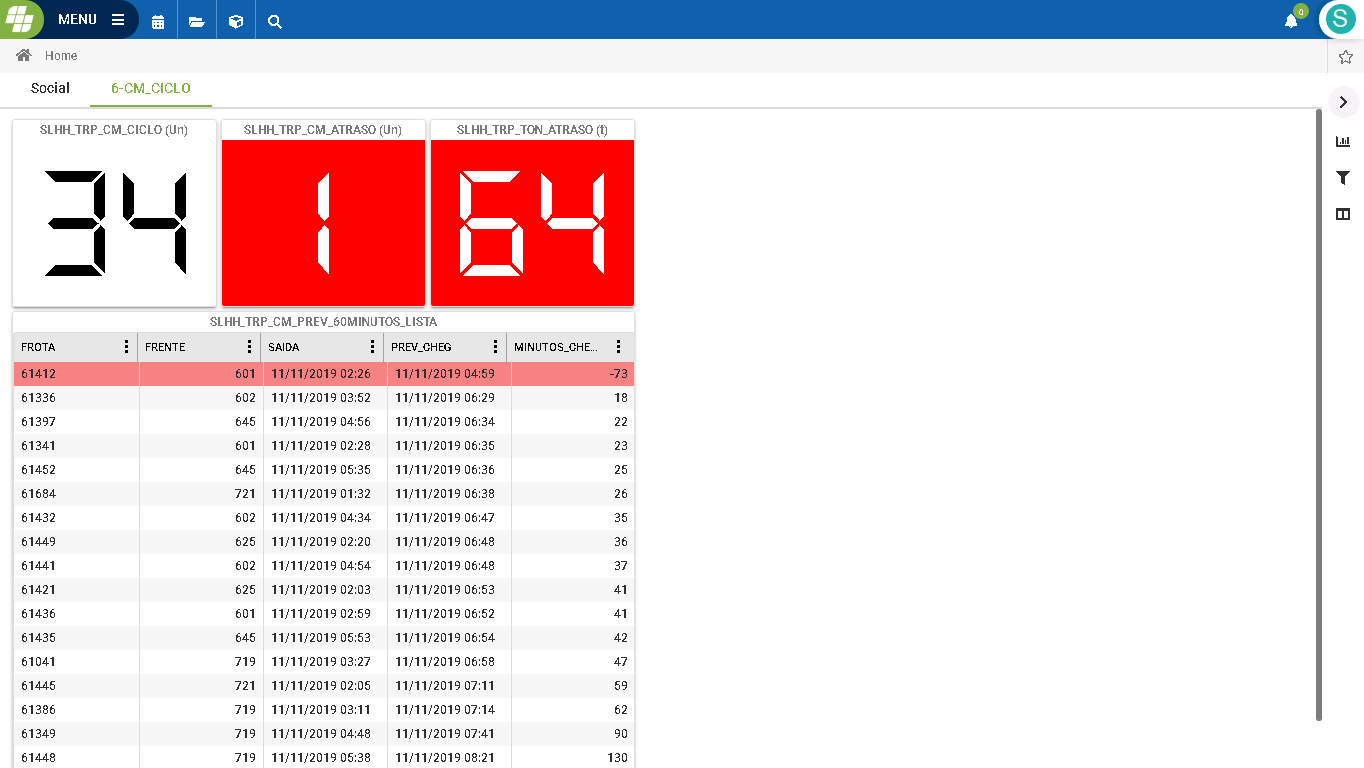 MENU
0
S
Home
Social 6-CM_CICLO
SLHH_TRP_CM_CICLO (Un) SLHH_TRP_CM_ATRASO (Un) SLHH_TRP_TON_ATRASO (t)
34 1 64
SLHH_TRP_CM_PREV_60MINUTOS_LISTA
FROTA FRENTE SAIDA PREV_CHEG MINUTOS_CHE...
61412 601 11/11/2019 02:26 11/11/2019 04:59 -73
61336 602 11/11/2019 03:52 11/11/2019 06:29 18
61397 645 11/11/2019 04:56 11/11/2019 06:34 22
61341 601 11/11/2019 02:28 11/11/2019 06:35 23
61452 645 11/11/2019 05:35 11/11/2019 06:36 25
61684 721 11/11/2019 01:32 11/11/2019 06:38 26
61432 602 11/11/2019 04:34 11/11/2019 06:47 35
61449 625 11/11/2019 02:20 11/11/2019 06:48 36
61441 602 11/11/2019 04:54 11/11/2019 06:48 37
61421 625 11/11/2019 02:03 11/11/2019 06:53 41
61436 601 11/11/2019 02:59 11/11/2019 06:52 41
61435 645 11/11/2019 05:53 11/11/2019 06:54 42
61041 719 11/11/2019 03:27 11/11/2019 06:58 47
61445 721 11/11/2019 02:05 11/11/2019 07:11 59
61386 719 11/11/2019 03:11 11/11/2019 07:14 62
61349 719 11/11/2019 04:48 11/11/2019 07:41 90
61448 719 11/11/2019 05:38 11/11/2019 08:21 130